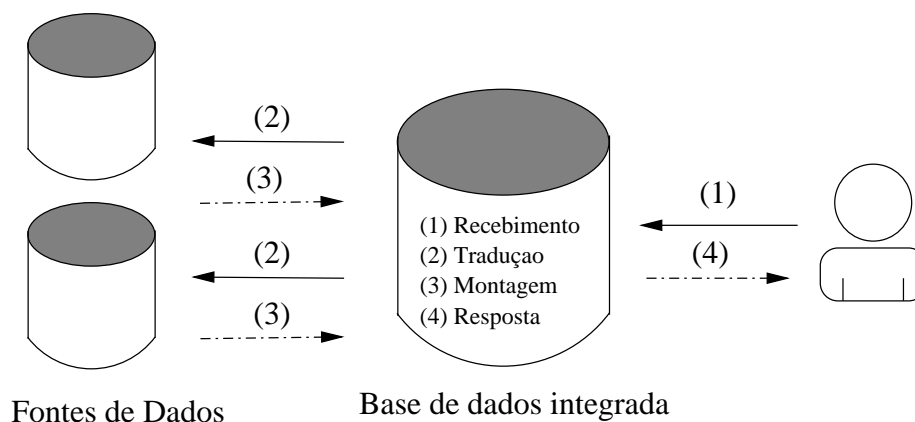 (2)
(3)
(2)
(3)
(1) Recebimento
(2) Traduçao
(3) Montagem
(4) Resposta
(1)
(4)
Fontes de Dados
Base de dados integrada